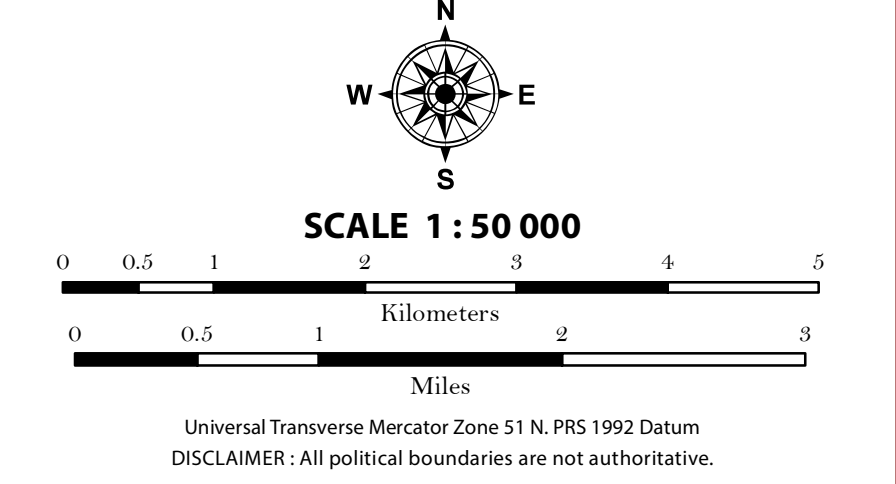 N
W E
S
SCALE 1 : 50 000
0 0.5 1 2 3 4 5
Kilometers
0 0.5 1 2 3
Miles
Universal Transverse Mercator Zone 51 N. PRS 1992 Datum
DISCLAIMER : All political boundaries are not authoritative.